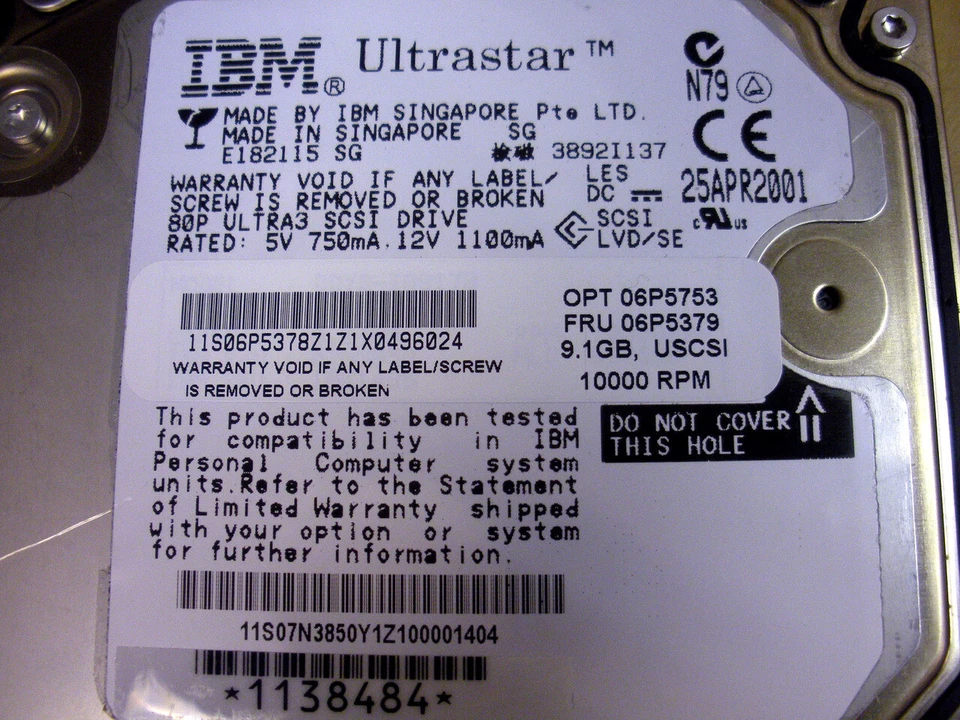 IBM® Ultrastar™
N79
MADE BY IBM SINGAPORE Pte LTD.
MADE IN SINGAPORE SG
E182115 SG 検磁 3892I137
CE
WARRANTY VOID IF ANY LABEL/
SCREW IS REMOVED OR BROKEN
80P ULTRA3 SCSI DRIVE
RATED: 5V 750mA.12V 1100mA
LES
DC
25APR2001
SCSI
LVD/SE
c UR us
11S06P5378Z1Z1X0496024
WARRANTY VOID IF ANY LABEL/SCREW
IS REMOVED OR BROKEN
OPT 06P5753
FRU 06P5379
9.1GB, USCSI
10000 RPM
DO NOT COVER
THIS HOLE
This product has been tested
for compatibility in IBM
Personal Computer system
units.Refer to the Statement
of Limited Warranty shipped
with your option or system
for further information.
11S07N3850Y1Z100001404
*1138484*